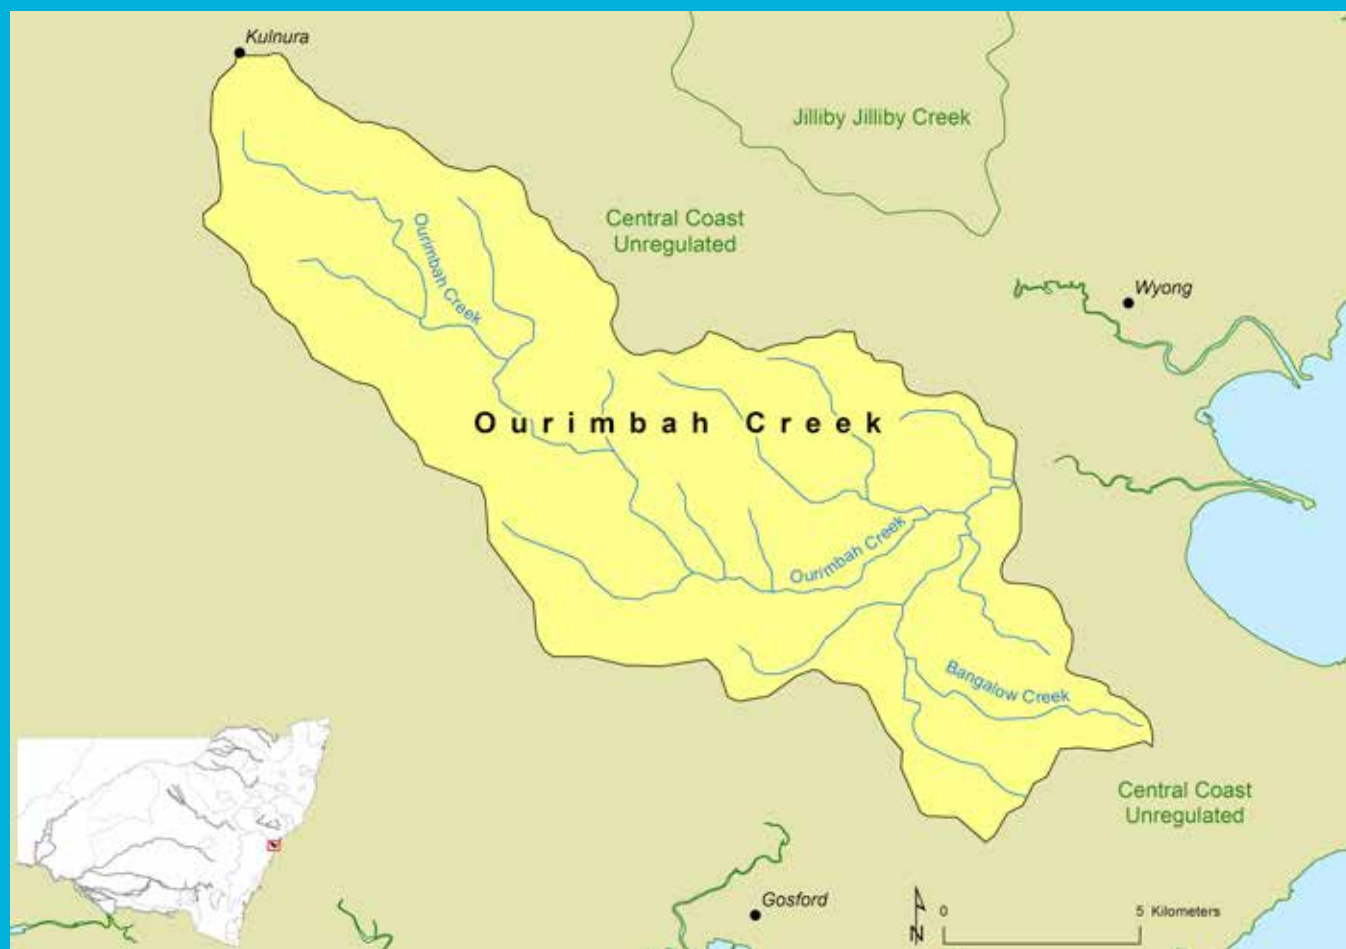 Kulnura
Jilliby Jilliby Creek
Central Coast
Unregulated
Ourimbah Creek
Wyong
Ourimbah Creek
Ourimbah Creek
Bangalow Creek
Central Coast
Unregulated
Gosford
N
0 5 Kilometers